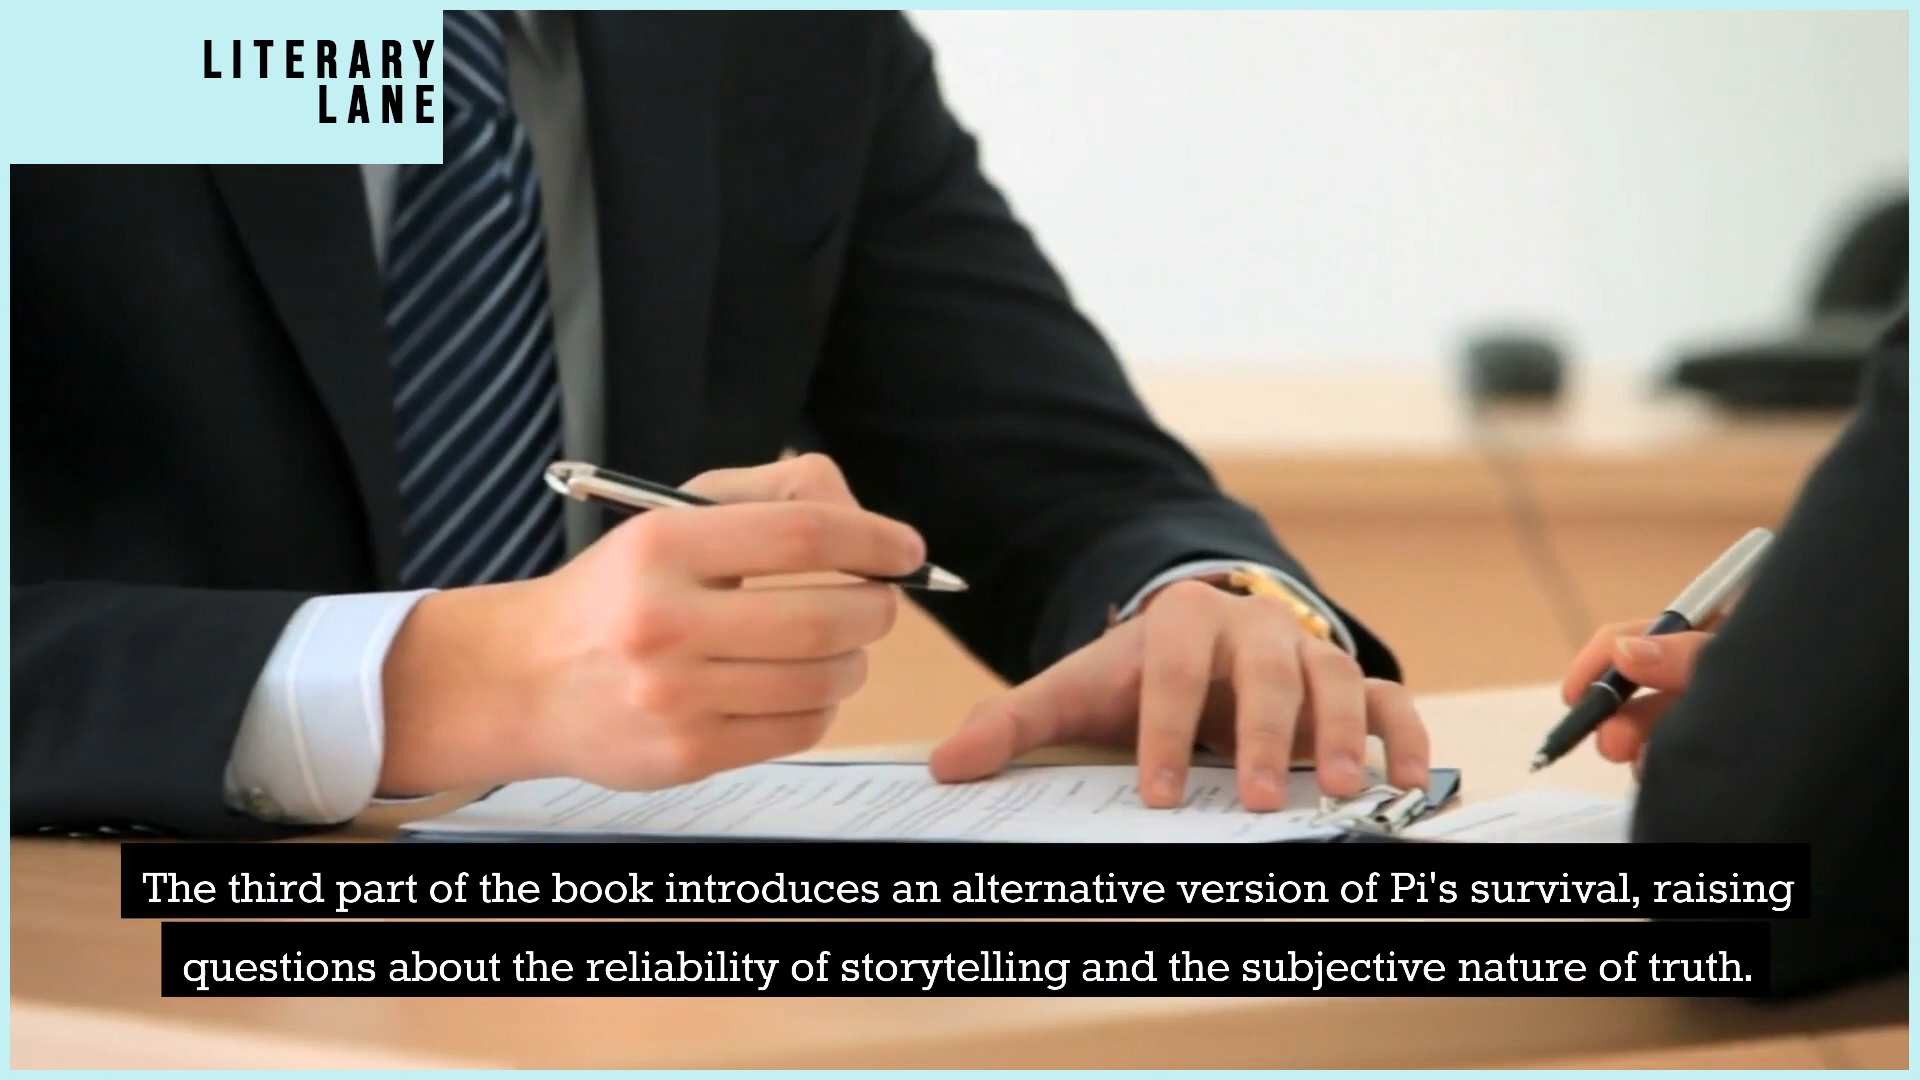 LITERARY
LANE
The third part of the book introduces an alternative version of Pi's survival, raising
questions about the reliability of storytelling and the subjective nature of truth.